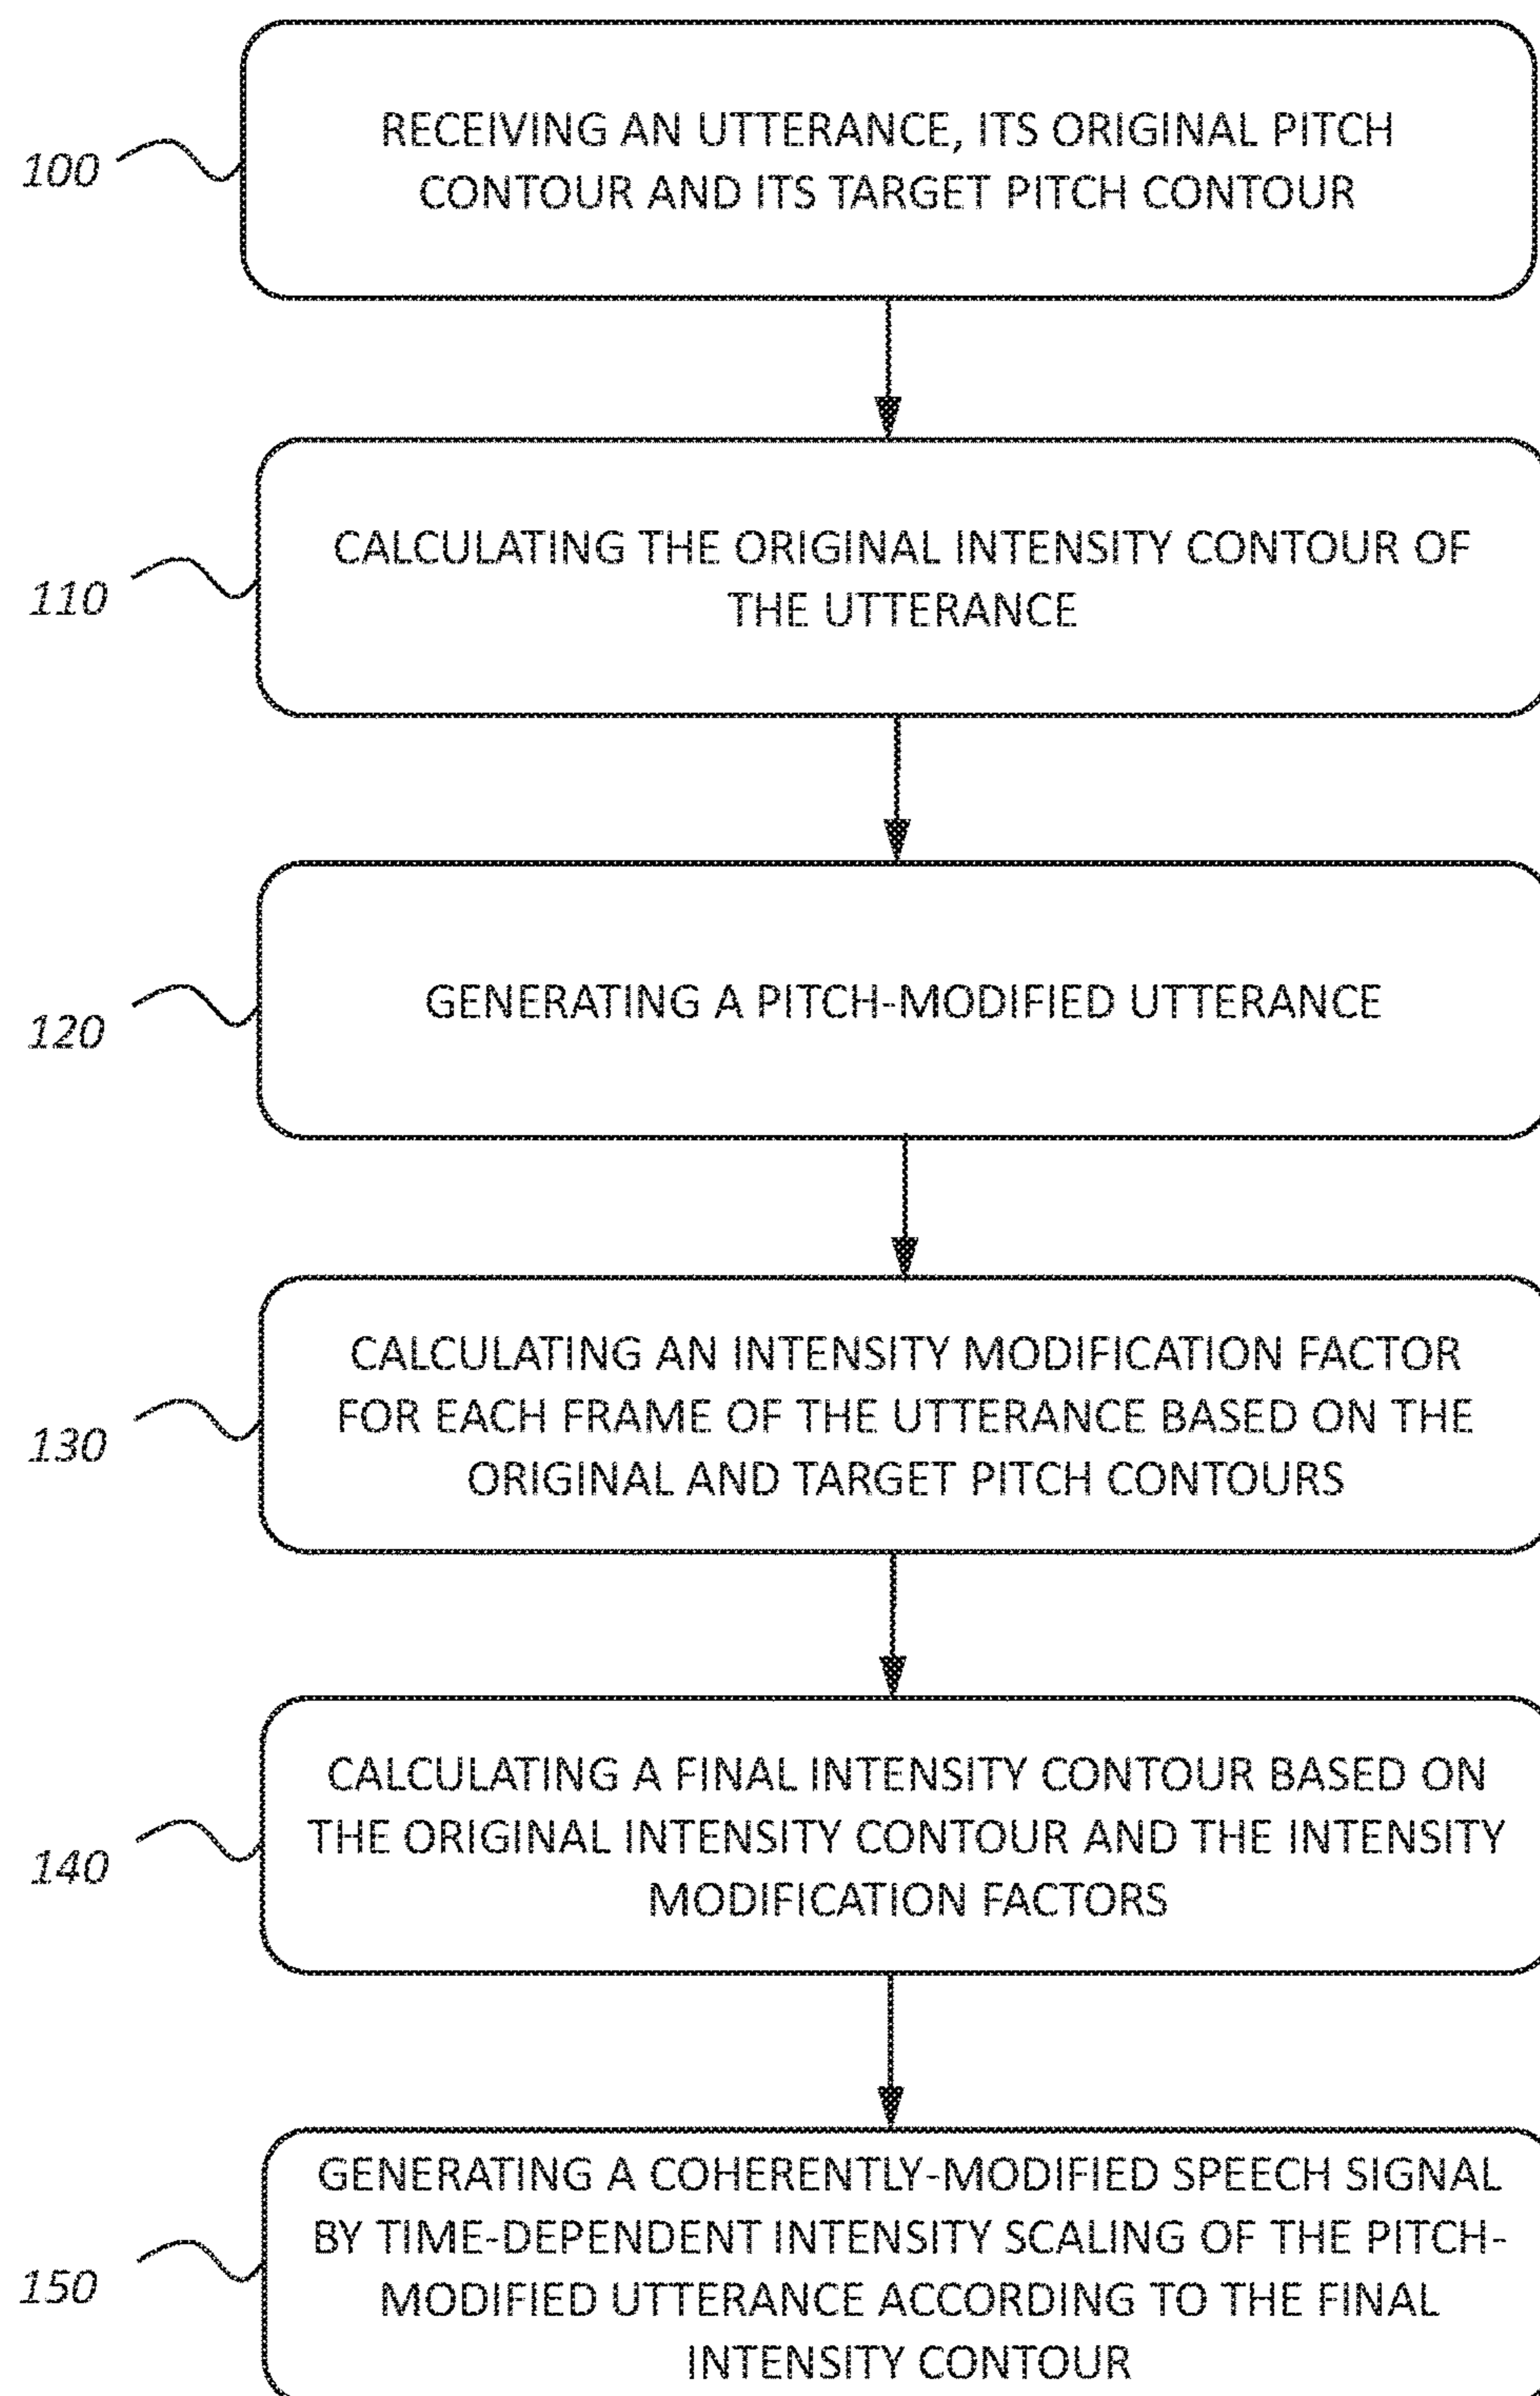 100
RECEIVING AN UTTERANCE, ITS ORIGINAL PITCH
CONTOUR AND ITS TARGET PITCH CONTOUR
110
CALCULATING THE ORIGINAL INTENSITY CONTOUR OF
THE UTTERANCE
120
GENERATING A PITCH-MODIFIED UTTERANCE
130
CALCULATING AN INTENSITY MODIFICATION FACTOR
FOR EACH FRAME OF THE UTTERANCE BASED ON THE
ORIGINAL AND TARGET PITCH CONTOURS
140
CALCULATING A FINAL INTENSITY CONTOUR BASED ON
THE ORIGINAL INTENSITY CONTOUR AND THE INTENSITY
MODIFICATION FACTORS
150
GENERATING A COHERENTLY-MODIFIED SPEECH SIGNAL
BY TIME-DEPENDENT INTENSITY SCALING OF THE PITCH-
MODIFIED UTTERANCE ACCORDING TO THE FINAL
INTENSITY CONTOUR